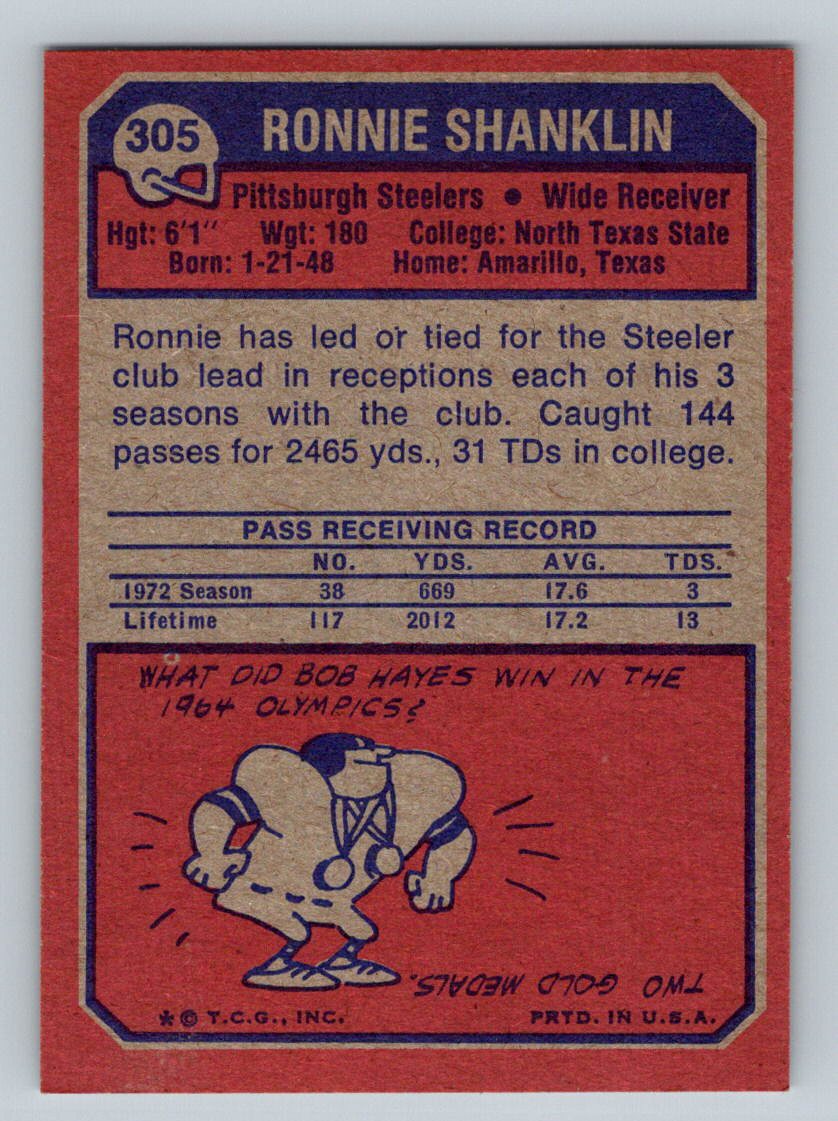 305 RONNIE SHANKLIN
Pittsburgh Steelers • Wide Receiver
Hgt: 6'1" Wgt: 180 College: North Texas State
Born: 1-21-48 Home: Amarillo, Texas
Ronnie has led or tied for the Steeler
club lead in receptions each of his 3
seasons with the club. Caught 144
passes for 2465 yds., 31 TDs in college.
PASS RECEIVING RECORD
NO. YDS. AVG. TDS.
1972 Season 38 669 17.6 3
Lifetime 117 2012 17.2 13
WHAT DID BOB HAYES WIN IN THE
1964 OLYMPICS?
TWO GOLD MEDALS.
* © T.C.G., INC. PRTD. IN U.S.A.